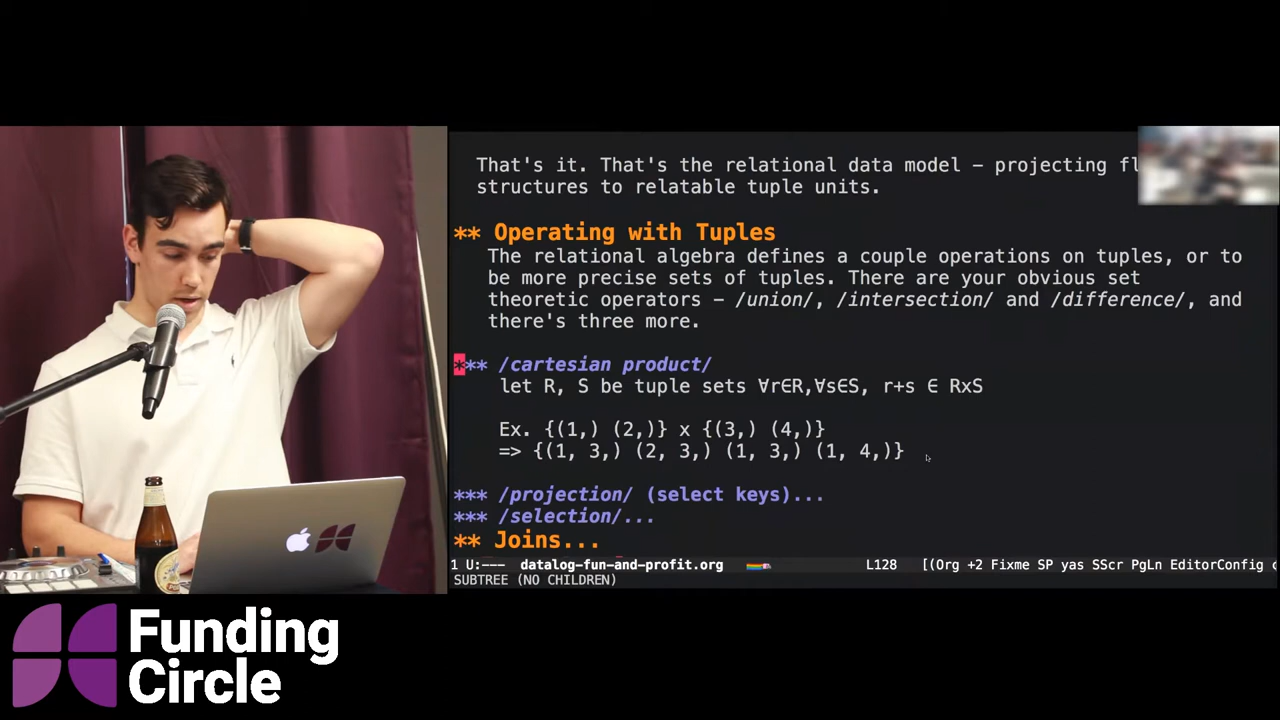 That's it. That's the relational data model – projecting
structures to relatable tuple units.
** Operating with Tuples
The relational algebra defines a couple operations on tuples, or to
be more precise sets of tuples. There are your obvious set
theoretic operators – /union/, /intersection/ and /difference/, and
there's three more.
*** /cartesian product/
let R, S be tuple sets ∀r∈R,∀s∈S, r+s ∈ RxS
Ex. {(1,) (2,)} x {(3,) (4,)}
=> {(1, 3,) (2, 3,) (1, 3,) (1, 4,)}
*** /projection/ (select keys)...
*** /selection/...
** Joins...
1 U:--- datalog-fun-and-profit.org L128 [(Org +2 Fixme SP yas SScr PgLn EditorConfig
SUBTREE (NO CHILDREN)
Funding
Circle